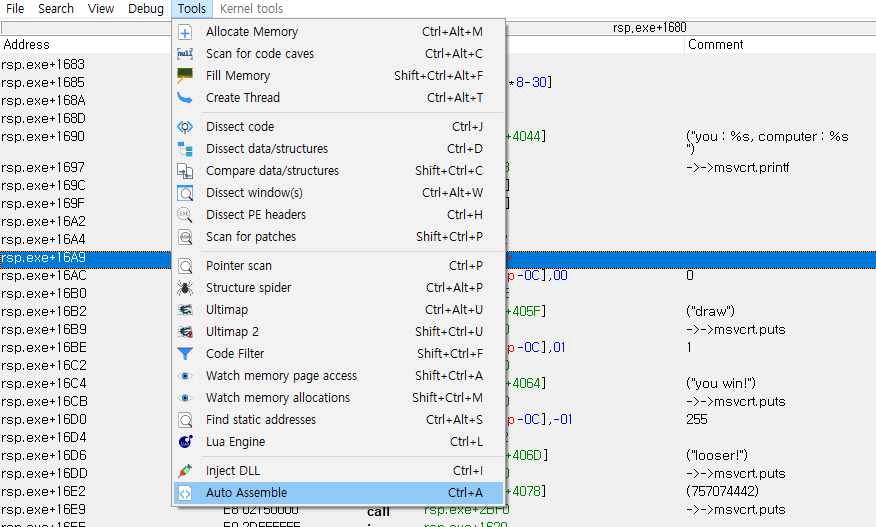 File Search View Debug Tools Kernel tools
rsp.exe+1680
Address Comment
Allocate Memory Ctrl+Alt+M
Scan for code caves Ctrl+Alt+C
Fill Memory Shift+Ctrl+Alt+F
Create Thread Ctrl+Alt+T
Dissect code Ctrl+J
Dissect data/structures Ctrl+D
Compare data/structures Shift+Ctrl+C
Dissect window(s) Ctrl+Alt+W
Dissect PE headers Ctrl+H
Scan for patches Shift+Ctrl+P
Pointer scan Ctrl+P
Structure spider Ctrl+Alt+P
Ultimap Ctrl+Alt+U
Ultimap 2 Shift+Ctrl+U
Code Filter Shift+Ctrl+F
Watch memory page access Shift+Ctrl+A
Watch memory allocations Shift+Ctrl+M
Find static addresses Ctrl+Alt+S
Lua Engine Ctrl+L
Inject DLL Ctrl+I
Auto Assemble Ctrl+A
rsp.exe+1683
rsp.exe+1685 *8-30]
rsp.exe+168A
rsp.exe+168D
rsp.exe+1690 +4044] ("you : %s, computer : %s
")
rsp.exe+1697 ->->msvcrt.printf
rsp.exe+169C ]
rsp.exe+169F ]
rsp.exe+16A2
rsp.exe+16A4
rsp.exe+16A9
rsp.exe+16AC p-0C],00 0
rsp.exe+16B0
rsp.exe+16B2 +405F] ("draw")
rsp.exe+16B9 ->->msvcrt.puts
rsp.exe+16BE p-0C],01 1
rsp.exe+16C2
rsp.exe+16C4 +4064] ("you win!")
rsp.exe+16CB ->->msvcrt.puts
rsp.exe+16D0 p-0C],-01 255
rsp.exe+16D4
rsp.exe+16D6 +406D] ("looser!")
rsp.exe+16DD ->->msvcrt.puts
rsp.exe+16E2 +4078] (757074442)
rsp.exe+16E9 E8 02150000 call rsp.exe+2BF0